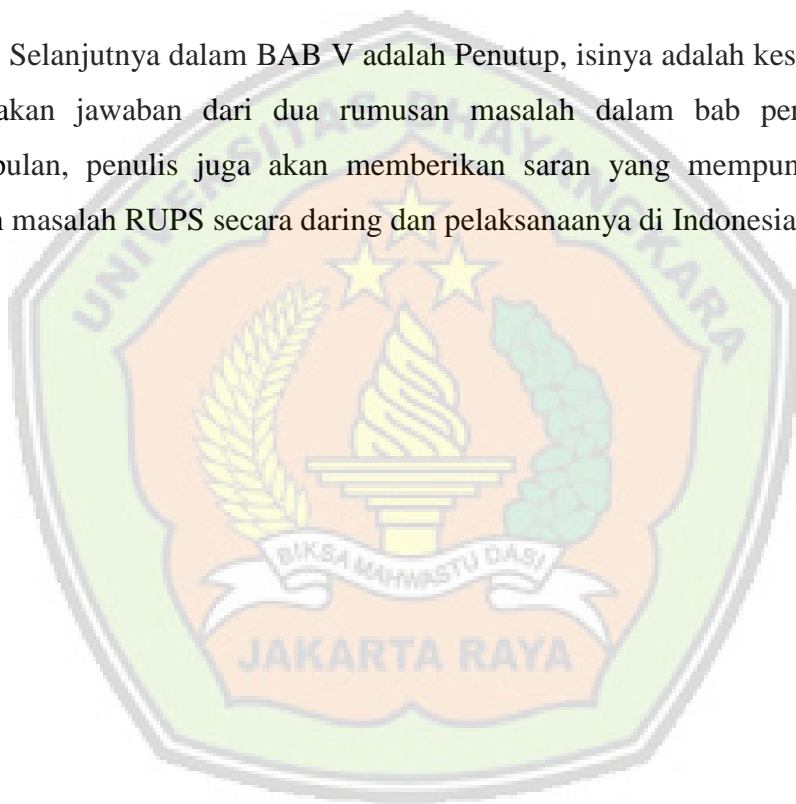 Selanjutnya dalam BAB V adalah Penutup, isinya adalah kes
akan jawaban dari dua rumusan masalah dalam bab per
pulan, penulis juga akan memberikan saran yang mempun
masalah RUPS secara daring dan pelaksanaanya di Indonesia
UNIVERSITAS BHAYANGKARA
BIKSA MAHWASTU DASI
JAKARTA RAYA